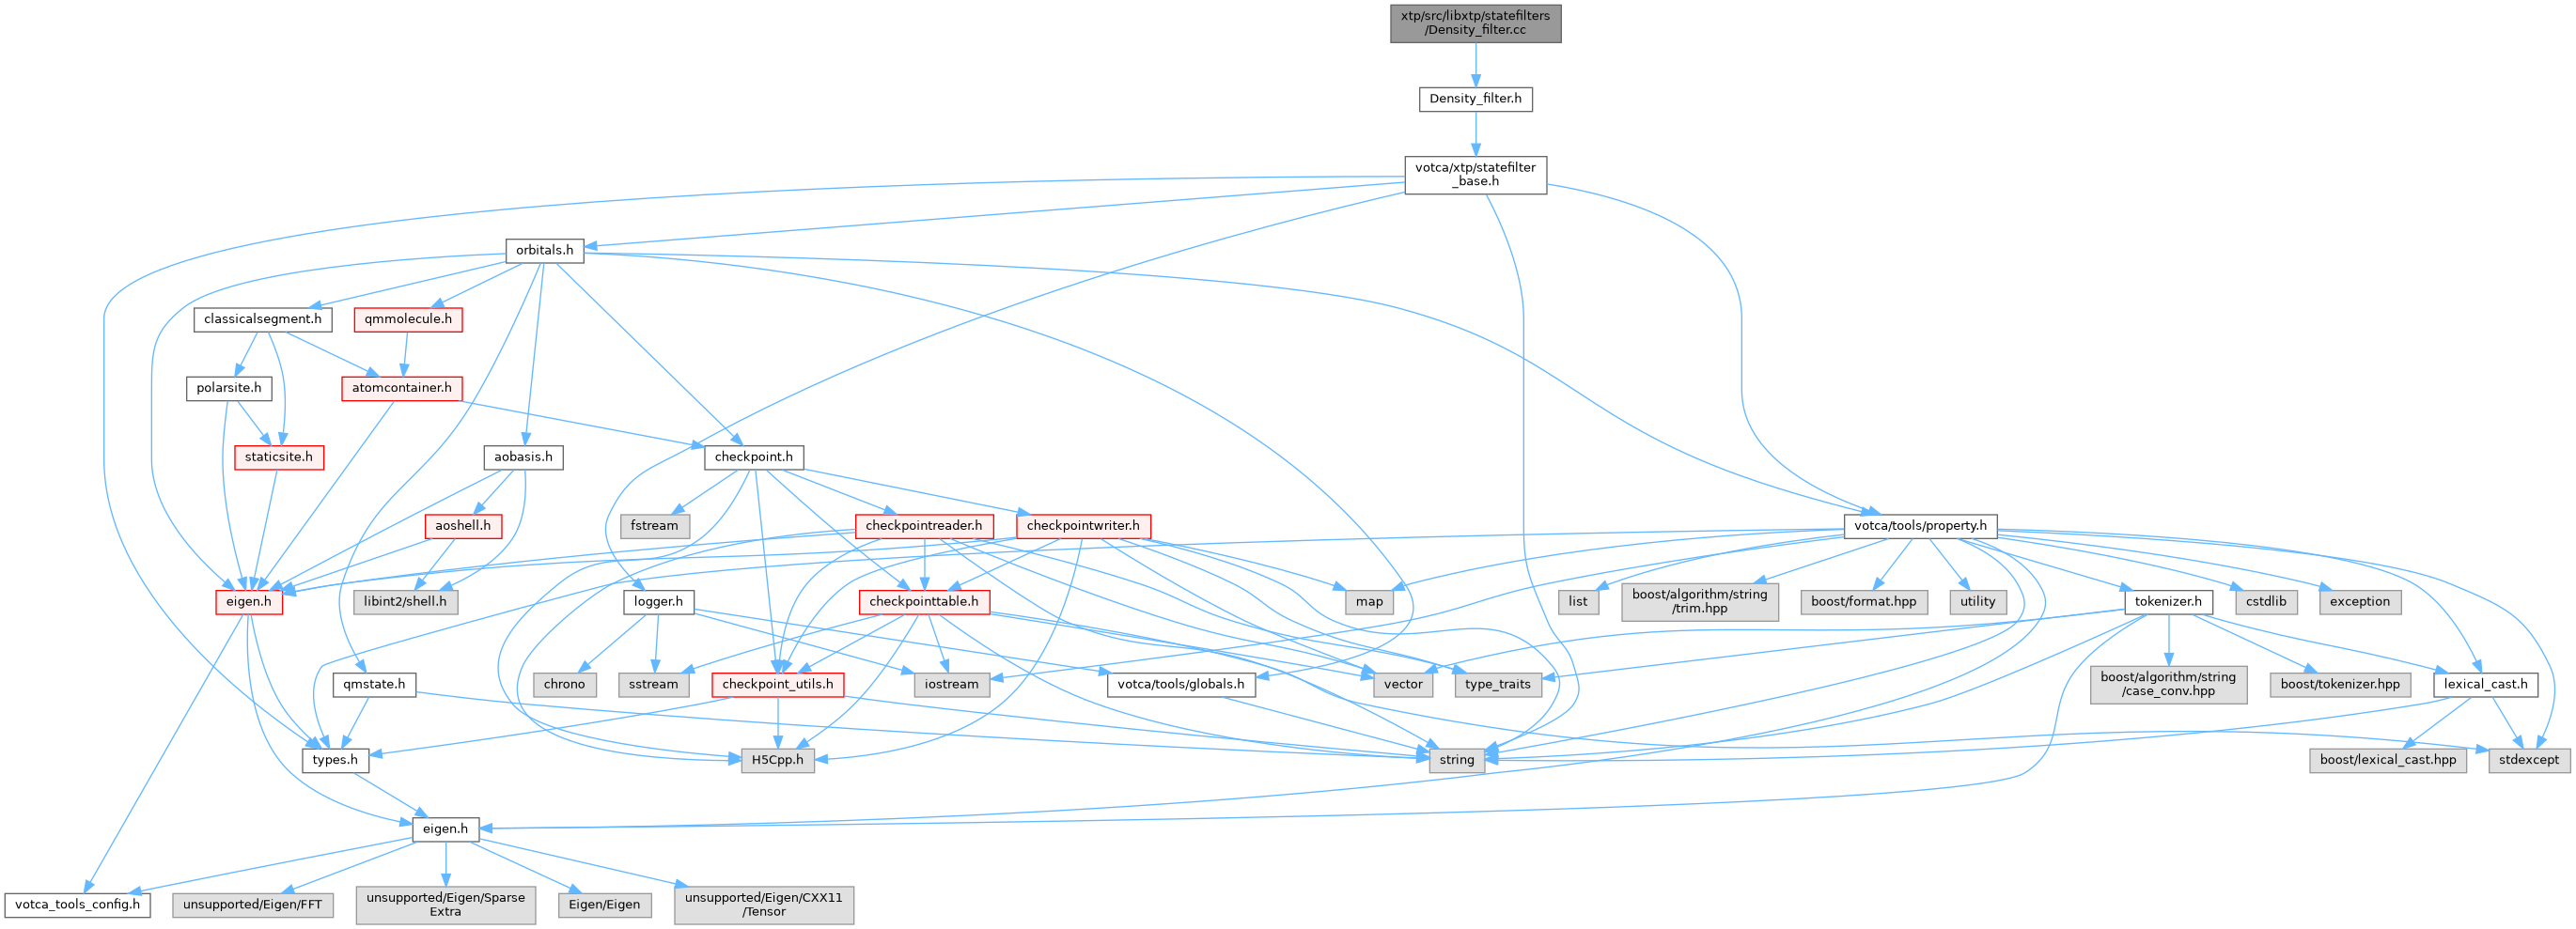 xtp/src/libxtp/statefilters
/Density_filter.cc
Density_filter.h
votca/xtp/statefilter
_base.h
orbitals.h
classicalsegment.h
qmmolecule.h
polarsite.h
atomcontainer.h
staticsite.h
aobasis.h
checkpoint.h
aoshell.h
fstream
checkpointreader.h
checkpointwriter.h
votca/tools/property.h
eigen.h
libint2/shell.h
logger.h
checkpointtable.h
map
list
boost/algorithm/string
/trim.hpp
boost/format.hpp
utility
tokenizer.h
cstdlib
exception
qmstate.h
chrono
sstream
checkpoint_utils.h
iostream
votca/tools/globals.h
vector
type_traits
boost/algorithm/string
/case_conv.hpp
boost/tokenizer.hpp
lexical_cast.h
types.h
H5Cpp.h
string
boost/lexical_cast.hpp
stdexcept
eigen.h
votca_tools_config.h
unsupported/Eigen/FFT
unsupported/Eigen/Sparse
Extra
Eigen/Eigen
unsupported/Eigen/CXX11
/Tensor